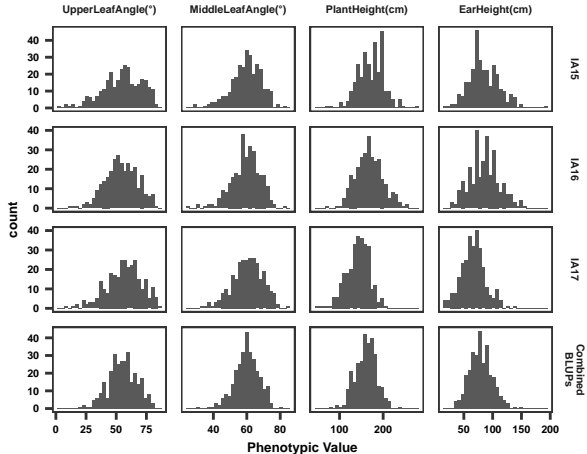 UpperLeafAngle(°) MiddleLeafAngle(°) PlantHeight(cm) EarHeight(cm)
40
30
20
10
0
IA15
40
30
20
10
0
IA16
count
40
30
20
10
0
IA17
40
30
20
10
0
Combined
BLUPs
0 25 50 75 40 60 80 100 200 50 100 150 200
Phenotypic Value